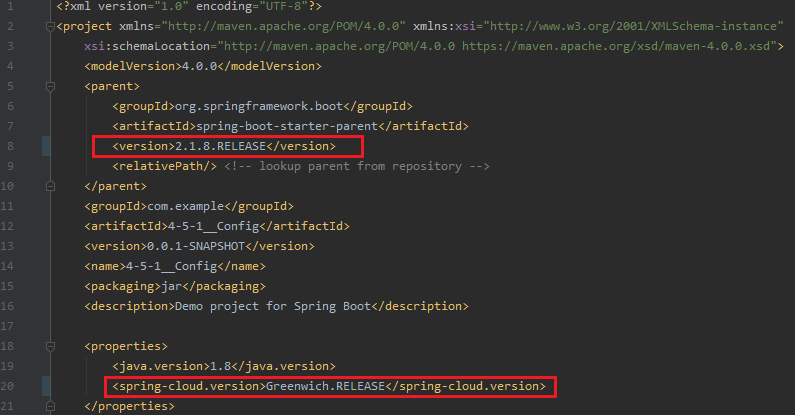 1 <?xml version="1.0" encoding="UTF-8"?>
2 <project xmlns="http://maven.apache.org/POM/4.0.0" xmlns:xsi="http://www.w3.org/2001/XMLSchema-instance"
3 xsi:schemaLocation="http://maven.apache.org/POM/4.0.0 https://maven.apache.org/xsd/maven-4.0.0.xsd">
4 <modelVersion>4.0.0</modelVersion>
5 <parent>
6 <groupId>org.springframework.boot</groupId>
7 <artifactId>spring-boot-starter-parent</artifactId>
8 <version>2.1.8.RELEASE</version>
9 <relativePath/> <!-- lookup parent from repository -->
10 </parent>
11 <groupId>com.example</groupId>
12 <artifactId>4-5-1__Config</artifactId>
13 <version>0.0.1-SNAPSHOT</version>
14 <name>4-5-1__Config</name>
15 <packaging>jar</packaging>
16 <description>Demo project for Spring Boot</description>
17
18 <properties>
19 <java.version>1.8</java.version>
20 <spring-cloud.version>Greenwich.RELEASE</spring-cloud.version>
21 </properties>